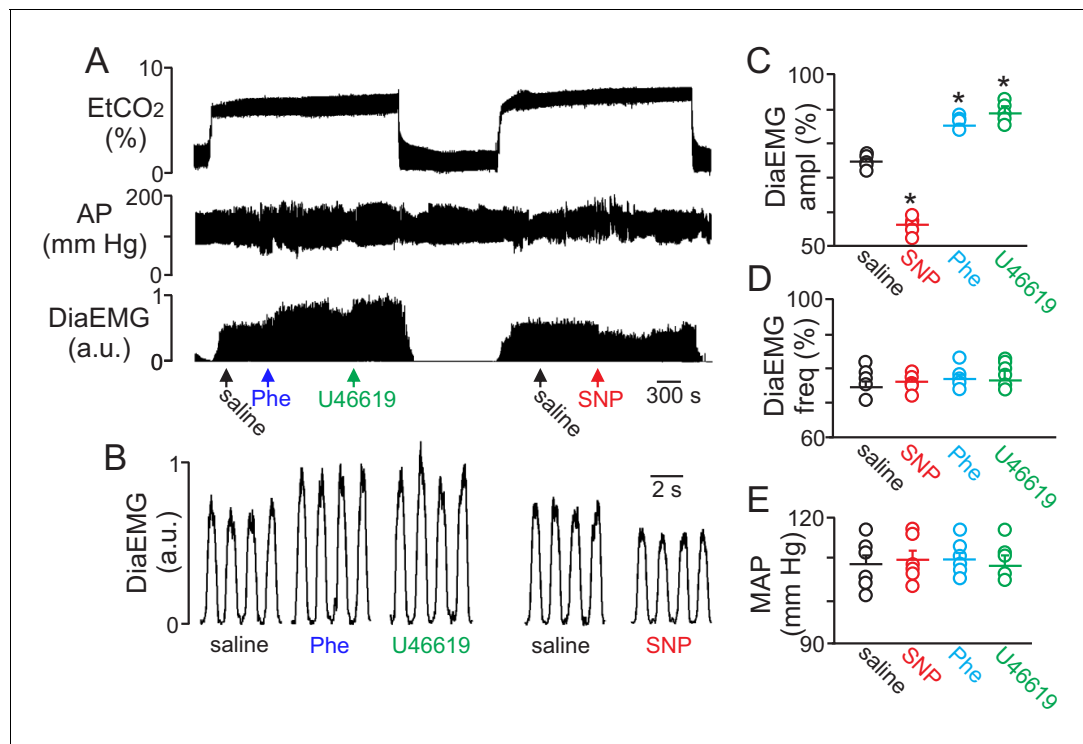 A
10
EtCO2
(%)
0
200
AP
(mm Hg)
0
1
DiaEMG
(a.u.)
0
saline
Phe
U46619
saline
SNP
300 s
B
1
DiaEMG
(a.u.)
0
2 s
saline
Phe
U46619
saline
SNP
C
100
DiaEMG
ampl (%)
50
*
*
*
saline
SNP
Phe
U46619
D
100
DiaEMG
freq (%)
60
saline
SNP
Phe
U46619
E
120
MAP
(mm Hg)
90
saline
SNP
Phe
U46619